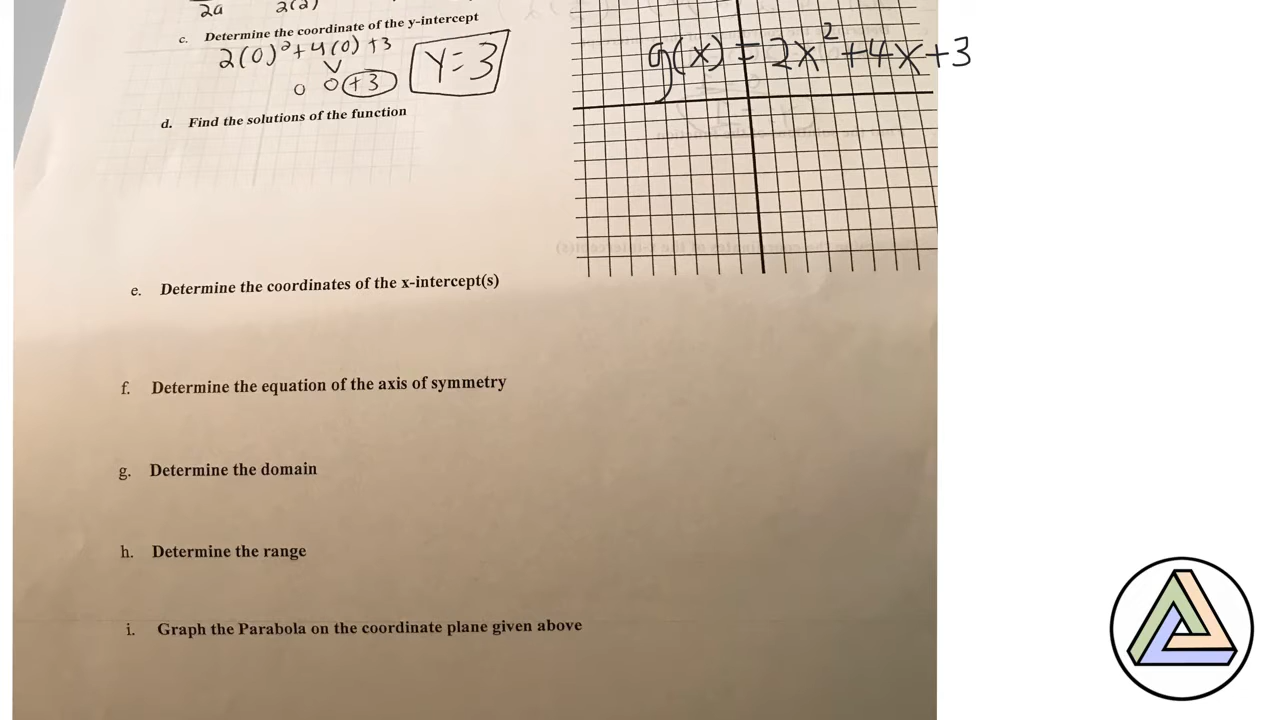 2a 2(2)
c. Determine the coordinate of the y-intercept
2(0)²+4(0)+3
0 0+3
Y=3
g(x) = 2x²+4x+3
d. Find the solutions of the function
e. Determine the coordinates of the x-intercept(s)
f. Determine the equation of the axis of symmetry
g. Determine the domain
h. Determine the range
i. Graph the Parabola on the coordinate plane given above